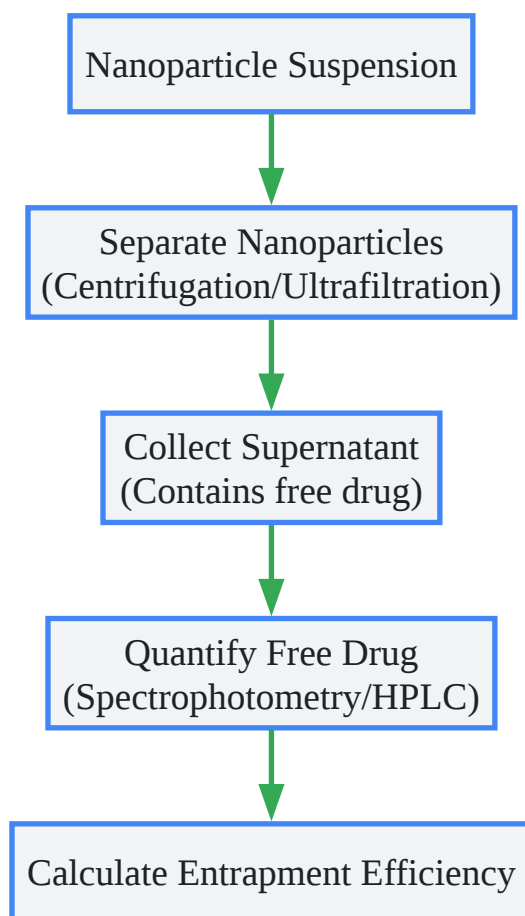 Nanoparticle Suspension
Separate Nanoparticles
(Centrifugation/Ultrafiltration)
Collect Supernatant
(Contains free drug)
Quantify Free Drug
(Spectrophotometry/HPLC)
Calculate Entrapment Efficiency